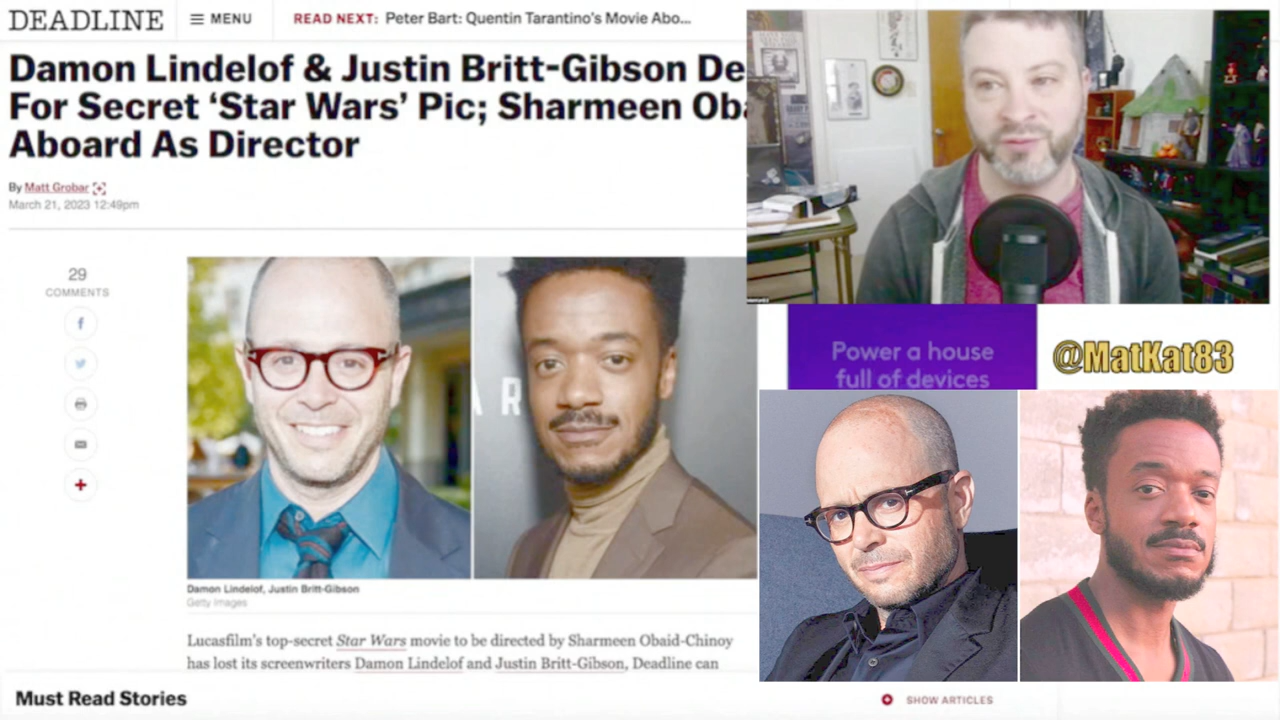 DEADLINE
MENU
READ NEXT: Peter Bart: Quentin Tarantino's Movie Abo...
Damon Lindelof & Justin Britt-Gibson De
For Secret ‘Star Wars’ Pic; Sharmeen Oba
Aboard As Director
By Matt Grobar
March 21, 2023 12:49pm
29
COMMENTS
A R
Damon Lindelof, Justin Britt-Gibson
Getty Images
Lucasfilm's top-secret Star Wars movie to be directed by Sharmeen Obaid-Chinoy
has lost its screenwriters Damon Lindelof and Justin Britt-Gibson, Deadline can
Power a house
full of devices
@MatKat83
Must Read Stories
SHOW ARTICLES